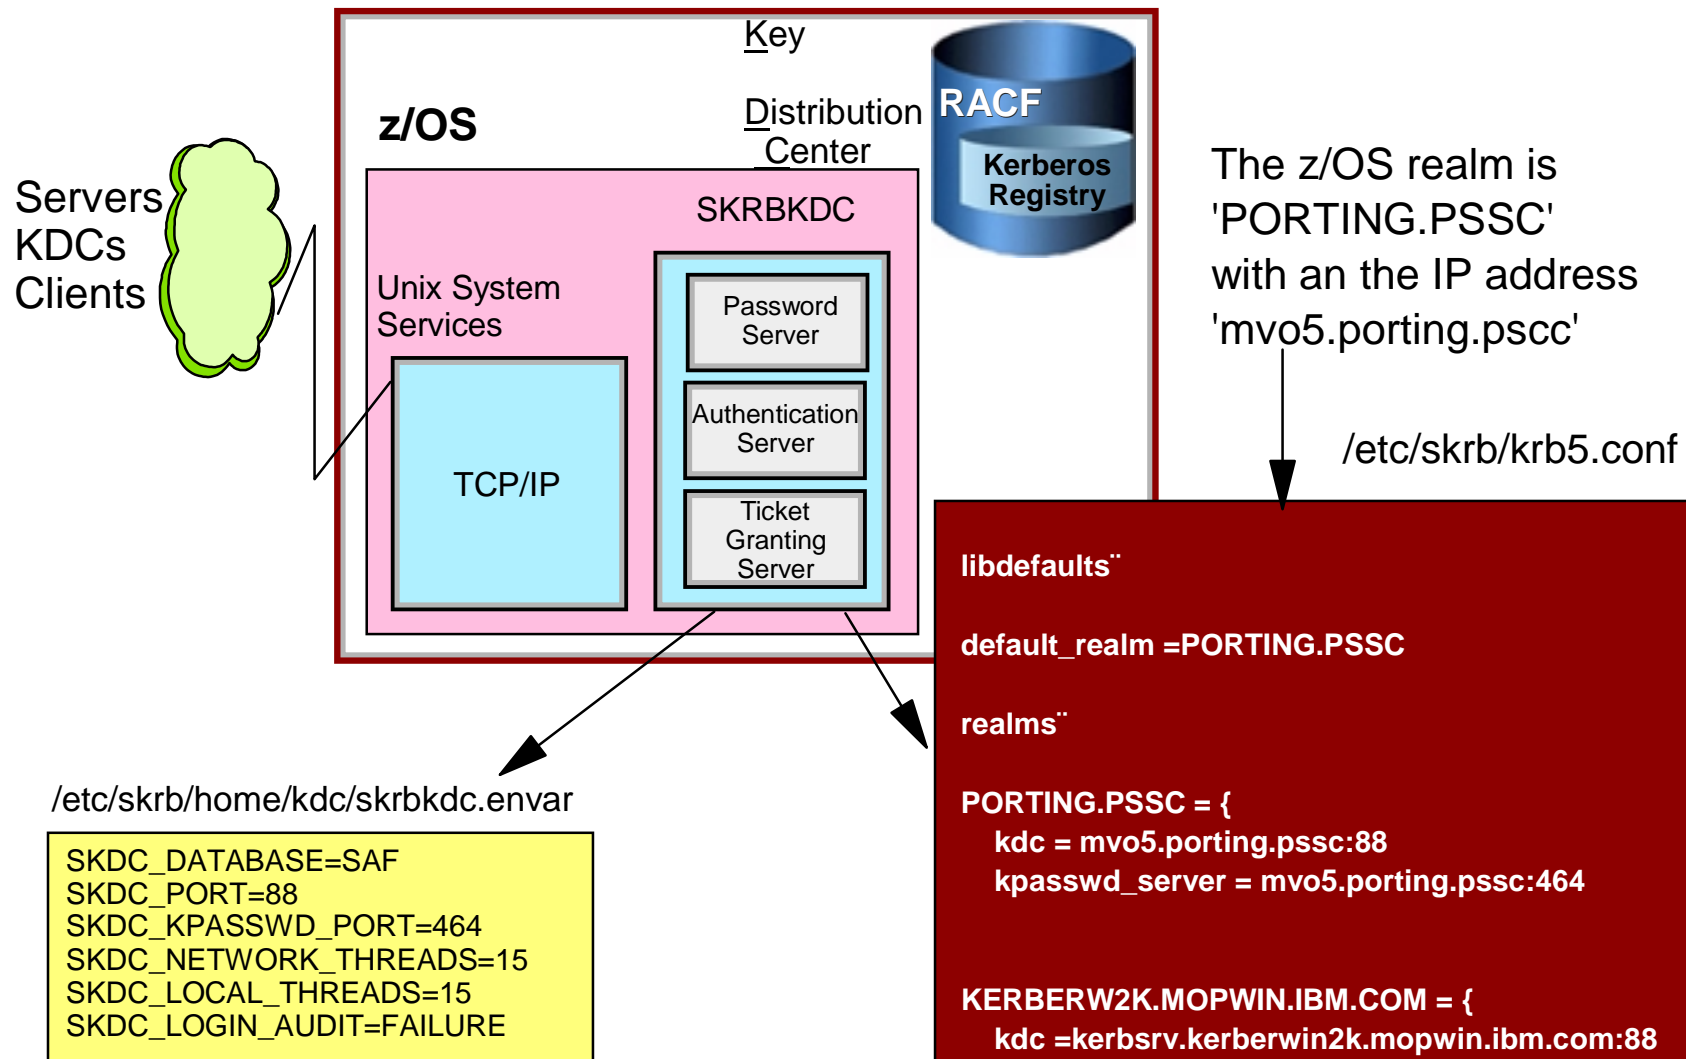 Key
Distribution
Center
z/OS
RACF
Kerberos
Registry
Servers
KDCs
Clients
SKRBKDC
Unix System
Services
Password
Server
Authentication
Server
Ticket
Granting
Server
TCP/IP
The z/OS realm is
'PORTING.PSSC'
with an the IP address
'mvo5.porting.pscc'
/etc/skrb/krb5.conf
libdefaults¨
default_realm =PORTING.PSSC
realms¨
PORTING.PSSC = {
kdc = mvo5.porting.pssc:88
kpasswd_server = mvo5.porting.pssc:464
KERBERW2K.MOPWIN.IBM.COM = {
kdc =kerbsrv.kerberwin2k.mopwin.ibm.com:88
/etc/skrb/home/kdc/skrbkdc.envar
SKDC_DATABASE=SAF
SKDC_PORT=88
SKDC_KPASSWD_PORT=464
SKDC_NETWORK_THREADS=15
SKDC_LOCAL_THREADS=15
SKDC_LOGIN_AUDIT=FAILURE